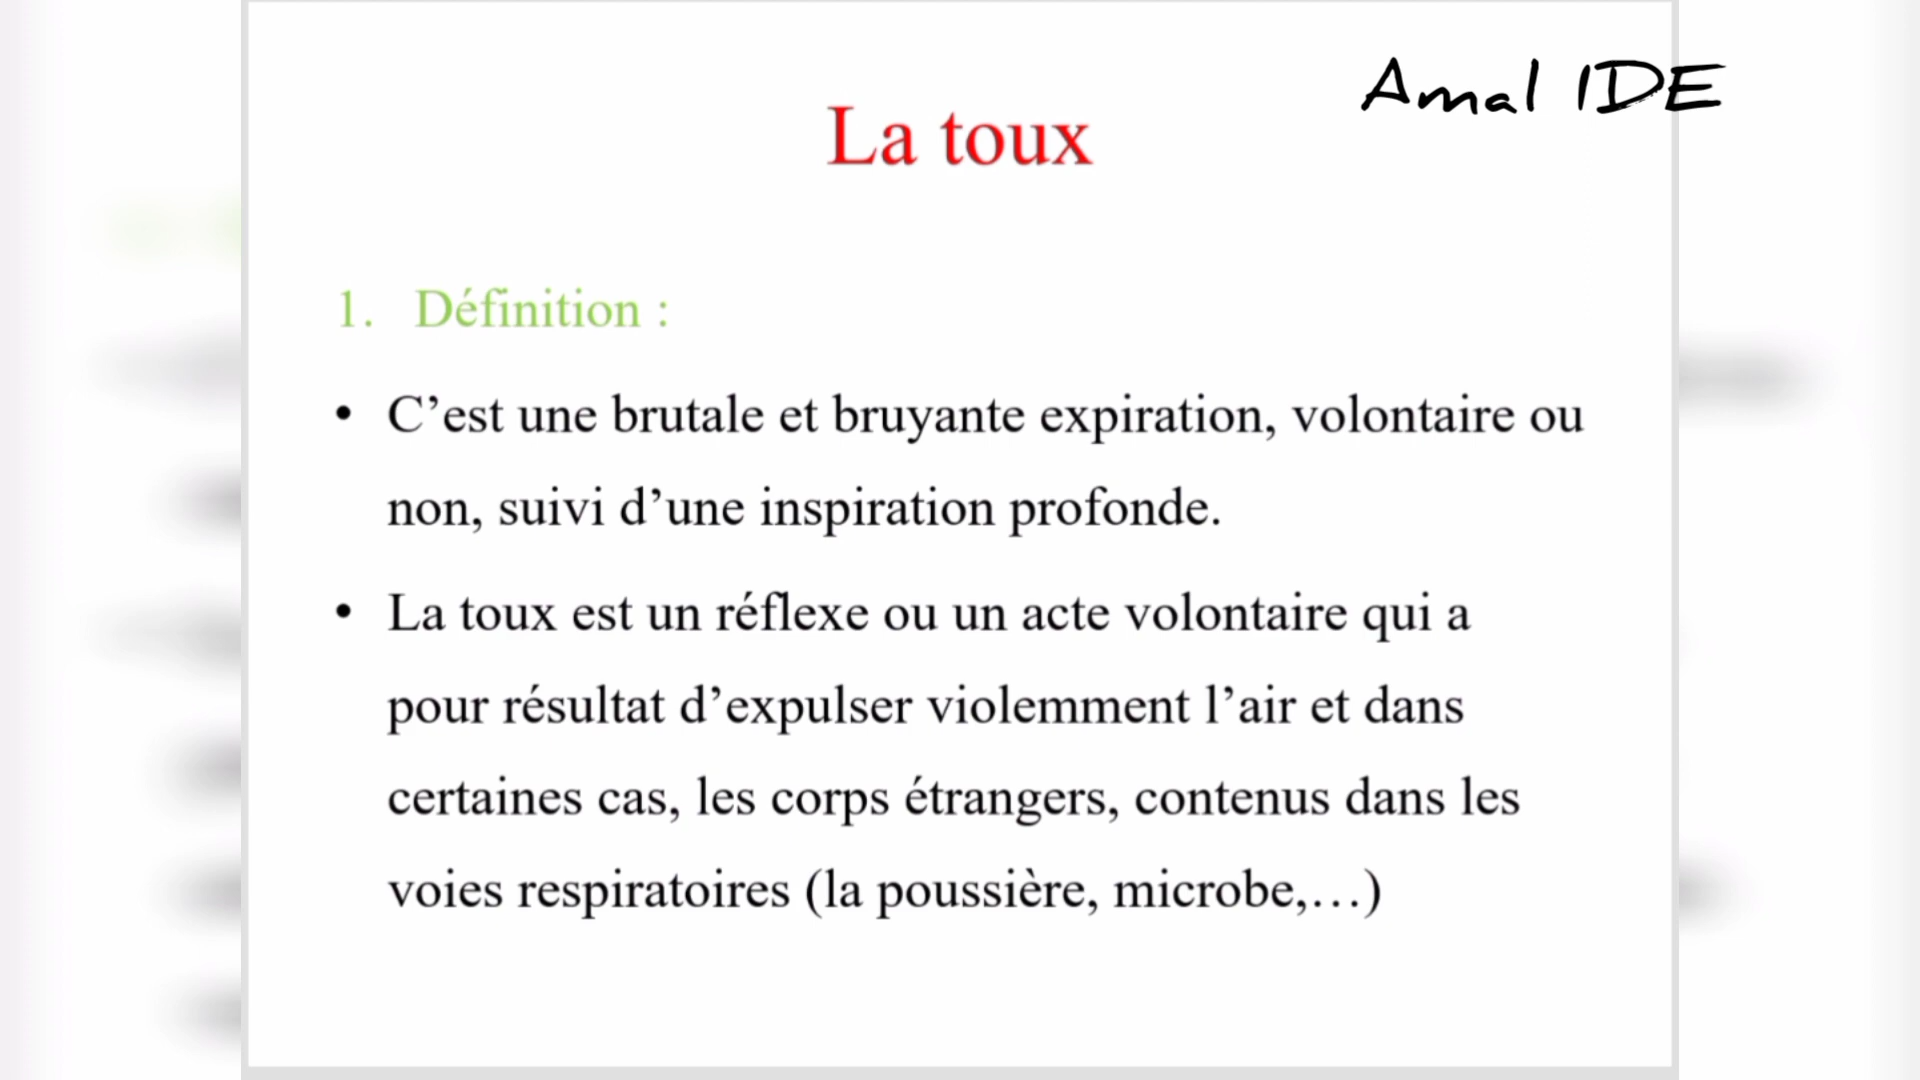 Amal IDE
La toux
1. Définition :
• C’est une brutale et bruyante expiration, volontaire ou
non, suivi d’une inspiration profonde.
• La toux est un réflexe ou un acte volontaire qui a
pour résultat d’expulser violemment l’air et dans
certaines cas, les corps étrangers, contenus dans les
voies respiratoires (la poussière, microbe,…)